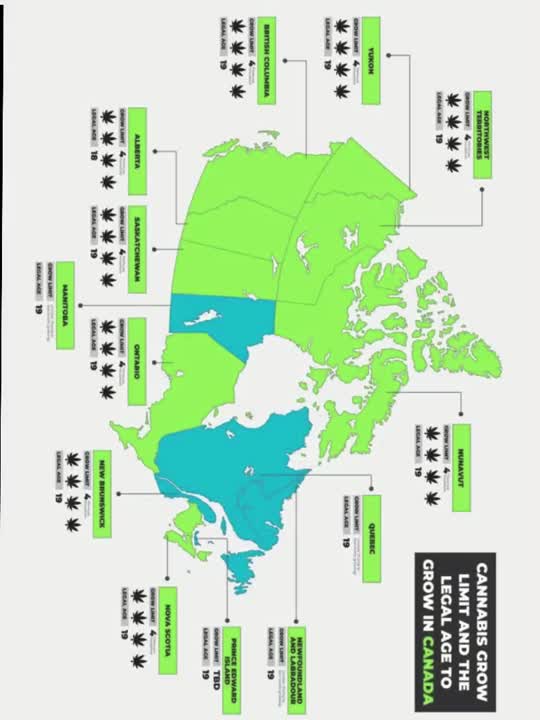 CANNABIS GROW
LIMIT AND THE
LEGAL AGE TO
GROW IN CANADA
NORTHWEST
TERRITORIES
GROW LIMIT 4
LEGAL AGE 19
NUNAVUT
GROW LIMIT 4
LEGAL AGE 19
YUKON
GROW LIMIT 4
LEGAL AGE 19
QUEBEC
GROW LIMIT
LEGAL AGE 19
BRITISH COLUMBIA
GROW LIMIT 4
LEGAL AGE 19
NEWFOUNDLAND
AND LABRADOUR
GROW LIMIT
LEGAL AGE 19
PRINCE EDWARD
ISLAND
GROW LIMIT TBD
LEGAL AGE 19
ALBERTA
GROW LIMIT 4
LEGAL AGE 18
SASKATCHEWAN
GROW LIMIT 4
LEGAL AGE 19
ONTARIO
GROW LIMIT 4
LEGAL AGE 19
NOVA SCOTIA
GROW LIMIT 4
LEGAL AGE 19
MANITOBA
GROW LIMIT
LEGAL AGE 19
NEW BRUNSWICK
GROW LIMIT 4
LEGAL AGE 19